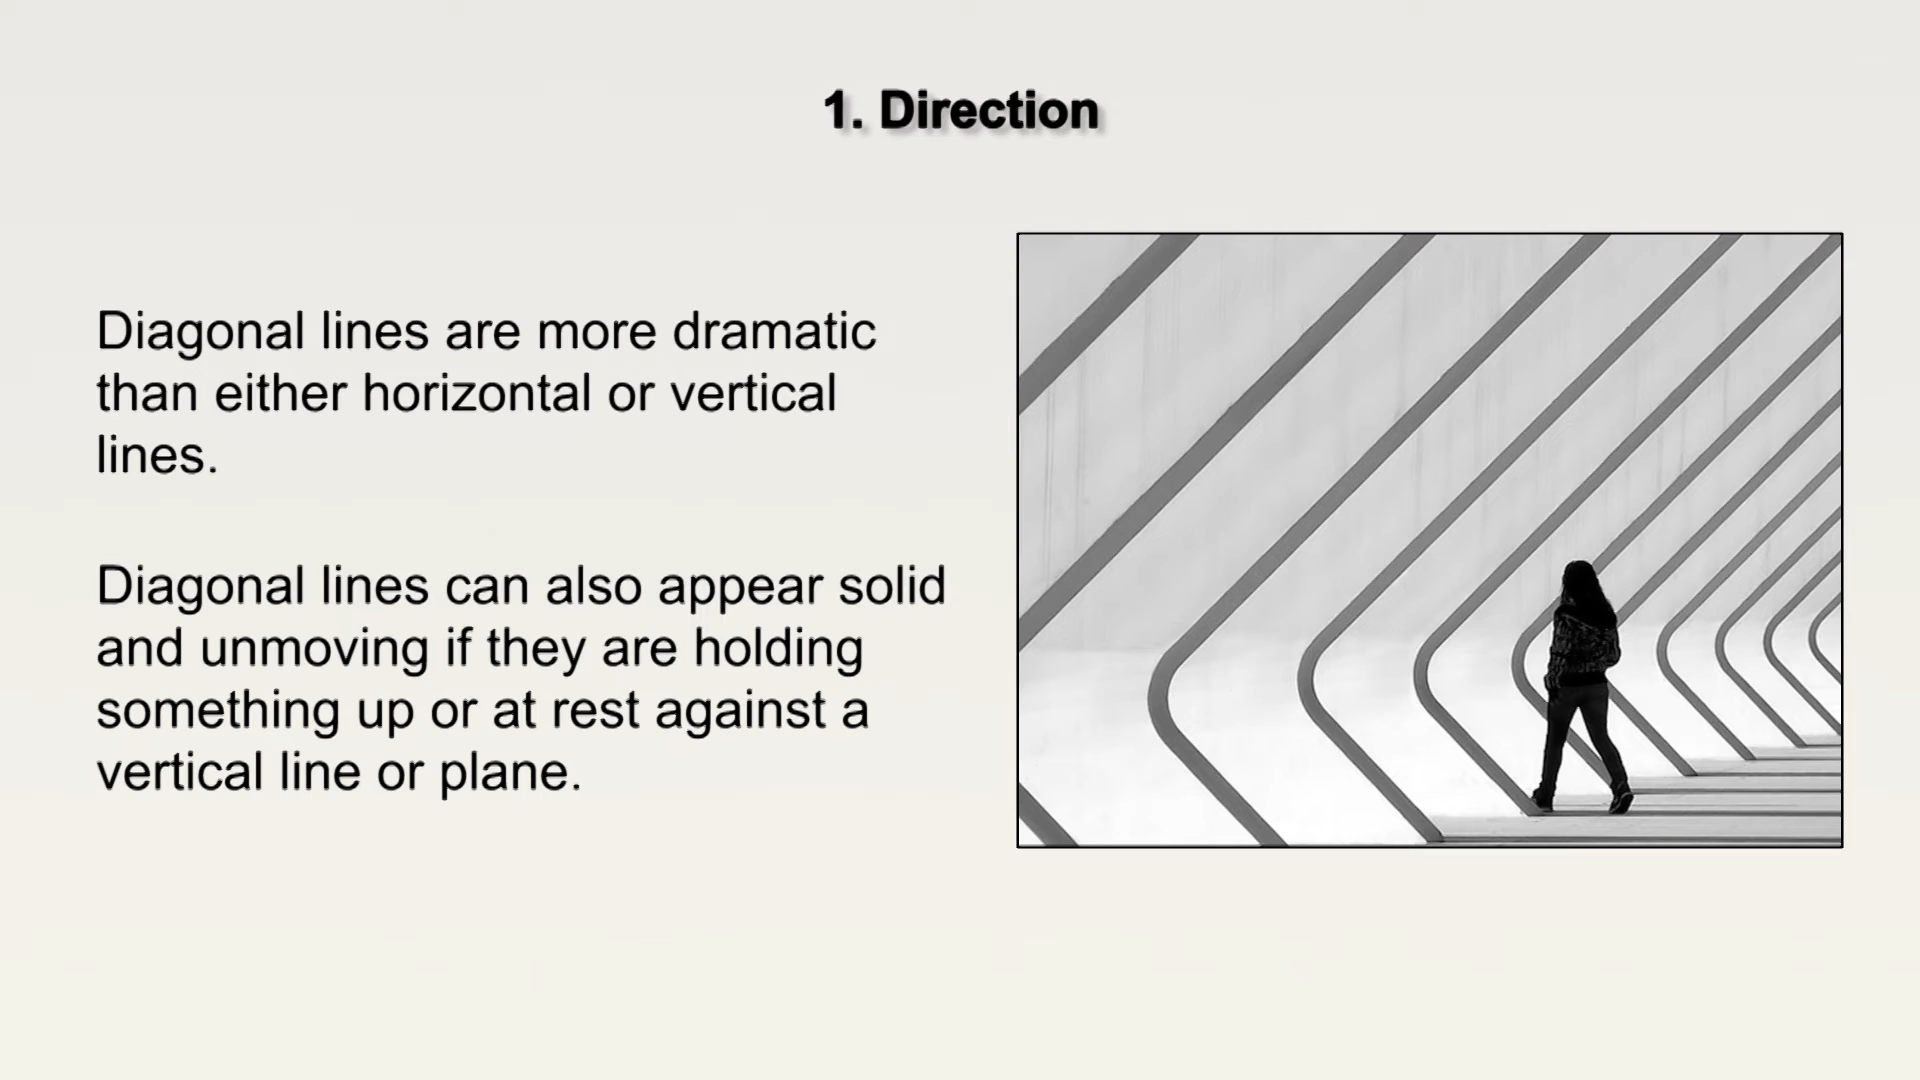 1. Direction
Diagonal lines are more dramatic
than either horizontal or vertical
lines.
Diagonal lines can also appear solid
and unmoving if they are holding
something up or at rest against a
vertical line or plane.